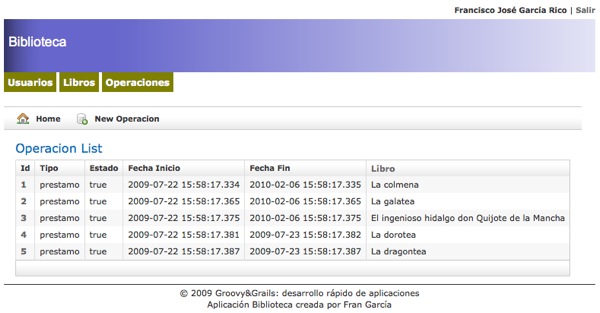 Francisco José García Rico | Salir
Biblioteca
Usuarios Libros Operaciones
Home New Operacion
Operacion List
Id Tipo Estado Fecha Inicio Fecha Fin Libro
1 prestamo true 2009-07-22 15:58:17.334 2010-02-06 15:58:17.335 La colmena
2 prestamo true 2009-07-22 15:58:17.365 2010-02-06 15:58:17.365 La galatea
3 prestamo true 2009-07-22 15:58:17.375 2010-02-06 15:58:17.375 El ingenioso hidalgo don Quijote de la Mancha
4 prestamo true 2009-07-22 15:58:17.381 2009-07-23 15:58:17.382 La dorotea
5 prestamo true 2009-07-22 15:58:17.387 2009-07-23 15:58:17.387 La dragontea
© 2009 Groovy&Grails: desarrollo rápido de aplicaciones
Aplicación Biblioteca creada por Fran García